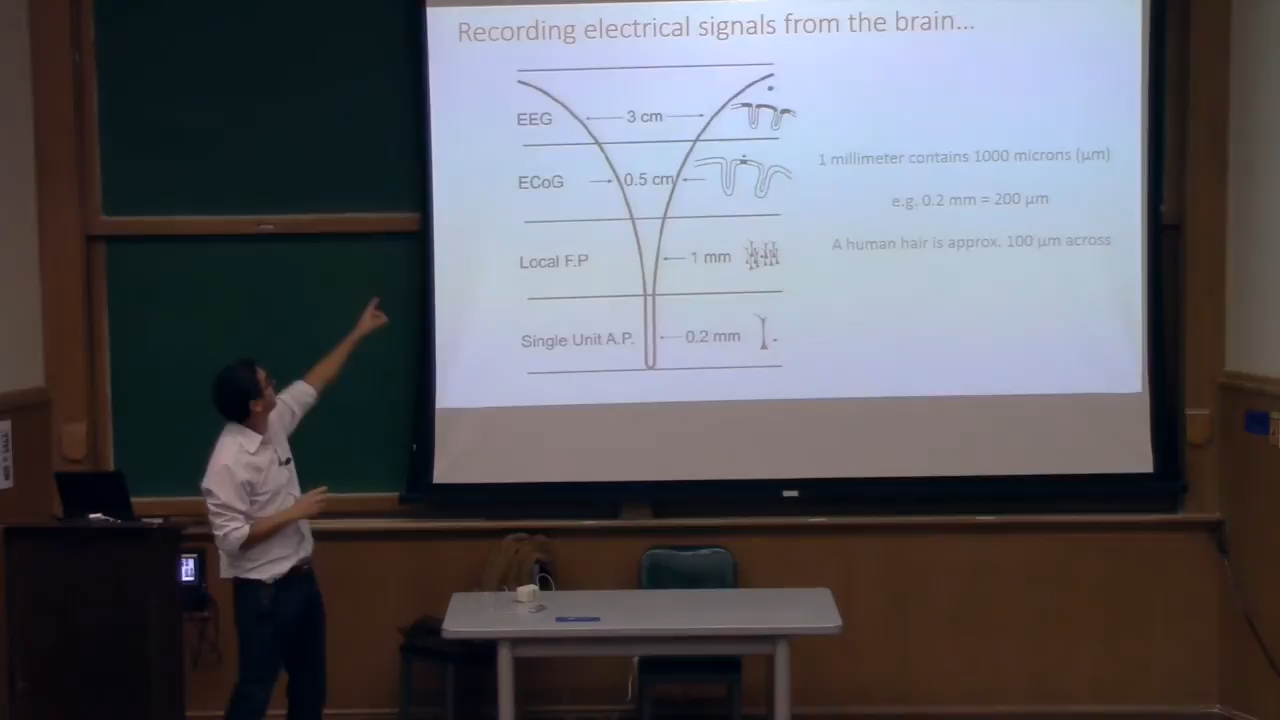 Recording electrical signals from the brain...
EEG 3 cm
ECoG 0.5 cm
Local F.P 1 mm
Single Unit A.P. 0.2 mm
1 millimeter contains 1000 microns (µm)
e.g. 0.2 mm = 200 µm
A human hair is approx. 100 µm across